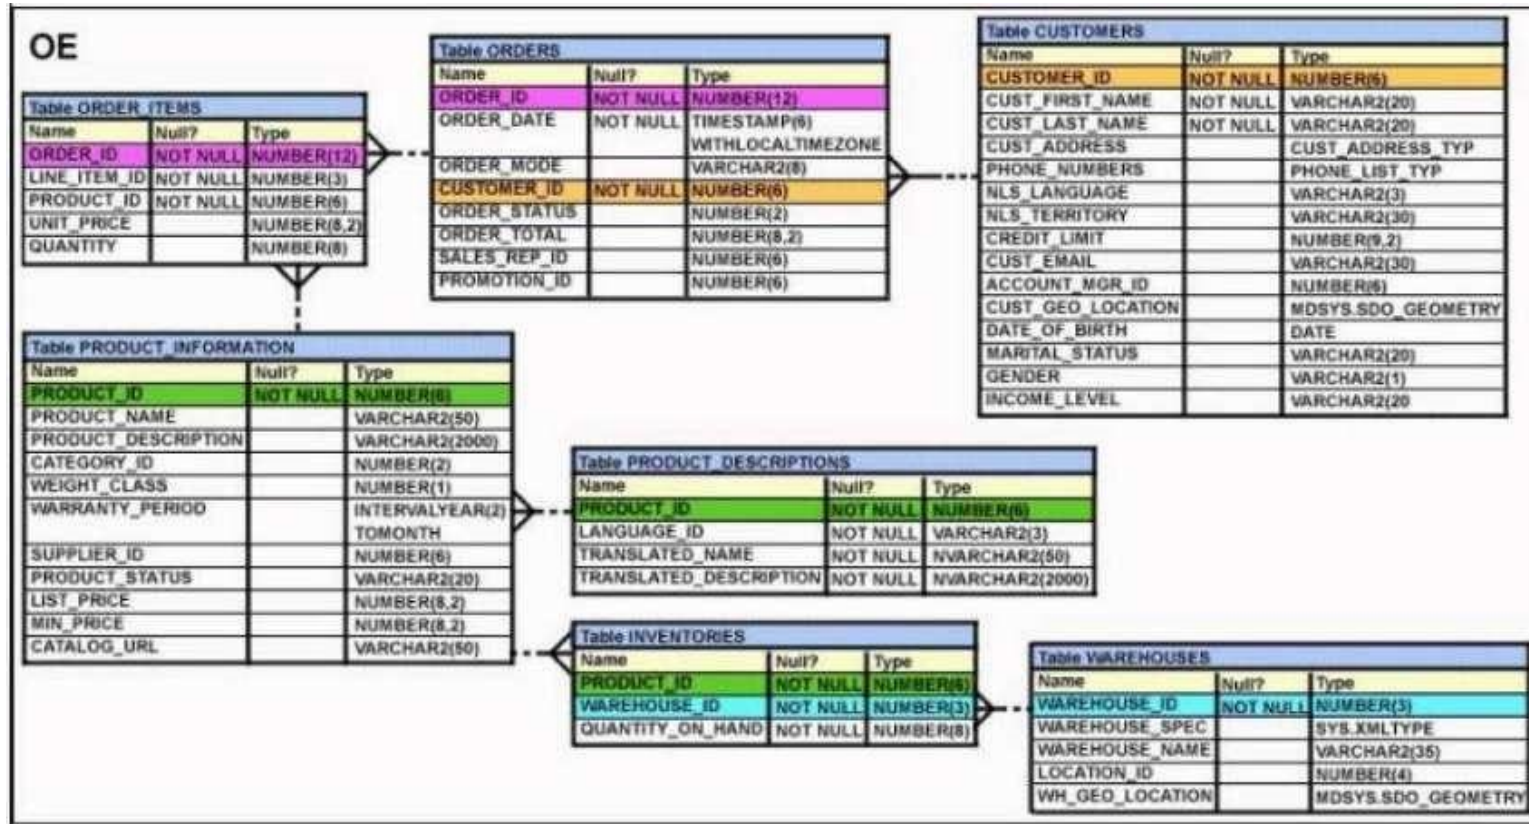 OE
Table ORDER_ITEMS
Name Null? Type
ORDER_ID NOT NULL NUMBER(12)
LINE_ITEM_ID NOT NULL NUMBER(3)
PRODUCT_ID NOT NULL NUMBER(6)
UNIT_PRICE NUMBER(8,2)
QUANTITY NUMBER(8)
Table ORDERS
Name Null? Type
ORDER_ID NOT NULL NUMBER(12)
ORDER_DATE NOT NULL TIMESTAMP(6)
WITHLOCALTIMEZONE
ORDER_MODE VARCHAR2(8)
CUSTOMER_ID NOT NULL NUMBER(6)
ORDER_STATUS NUMBER(2)
ORDER_TOTAL NUMBER(8,2)
SALES_REP_ID NUMBER(6)
PROMOTION_ID NUMBER(6)
Table CUSTOMERS
Name Null? Type
CUSTOMER_ID NOT NULL NUMBER(6)
CUST_FIRST_NAME NOT NULL VARCHAR2(20)
CUST_LAST_NAME NOT NULL VARCHAR2(20)
CUST_ADDRESS CUST_ADDRESS_TYP
PHONE_NUMBERS PHONE_LIST_TYP
NLS_LANGUAGE VARCHAR2(3)
NLS_TERRITORY VARCHAR2(30)
CREDIT_LIMIT NUMBER(9,2)
CUST_EMAIL VARCHAR2(30)
ACCOUNT_MGR_ID NUMBER(6)
CUST_GEO_LOCATION MDSYS.SDO_GEOMETRY
DATE_OF_BIRTH DATE
MARITAL_STATUS VARCHAR2(20)
GENDER VARCHAR2(1)
INCOME_LEVEL VARCHAR2(20
Table PRODUCT_INFORMATION
Name Null? Type
PRODUCT_ID NOT NULL NUMBER(6)
PRODUCT_NAME VARCHAR2(50)
PRODUCT_DESCRIPTION VARCHAR2(2000)
CATEGORY_ID NUMBER(2)
WEIGHT_CLASS NUMBER(1)
WARRANTY_PERIOD INTERVALYEAR(2)
TOMONTH
SUPPLIER_ID NUMBER(6)
PRODUCT_STATUS VARCHAR2(20)
LIST_PRICE NUMBER(8,2)
MIN_PRICE NUMBER(8,2)
CATALOG_URL VARCHAR2(50)
Table PRODUCT_DESCRIPTIONS
Name Null? Type
PRODUCT_ID NOT NULL NUMBER(6)
LANGUAGE_ID NOT NULL VARCHAR2(3)
TRANSLATED_NAME NOT NULL NVARCHAR2(50)
TRANSLATED_DESCRIPTION NOT NULL NVARCHAR2(2000)
Table INVENTORIES
Name Null? Type
PRODUCT_ID NOT NULL NUMBER(6)
WAREHOUSE_ID NOT NULL NUMBER(3)
QUANTITY_ON_HAND NOT NULL NUMBER(8)
Table WAREHOUSES
Name Null? Type
WAREHOUSE_ID NOT NULL NUMBER(3)
WAREHOUSE_SPEC SYS.XMLTYPE
WAREHOUSE_NAME VARCHAR2(35)
LOCATION_ID NUMBER(4)
WH_GEO_LOCATION MDSYS.SDO_GEOMETRY